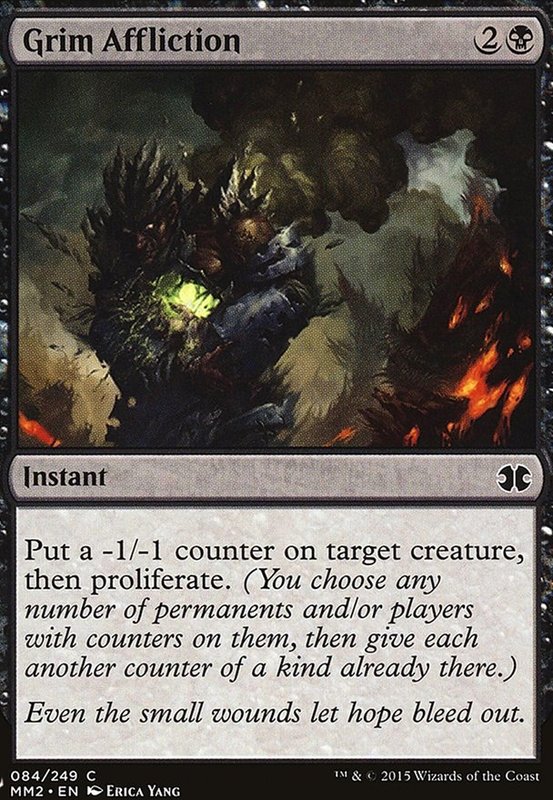 Grim Affliction 2
Instant
Put a -1/-1 counter on target creature,
then proliferate. (You choose any
number of permanents and/or players
with counters on them, then give each
another counter of a kind already there.)
Even the small wounds let hope bleed out.
084/249 C
MM2 • EN Erica Yang
™ & © 2015 Wizards of the Coast